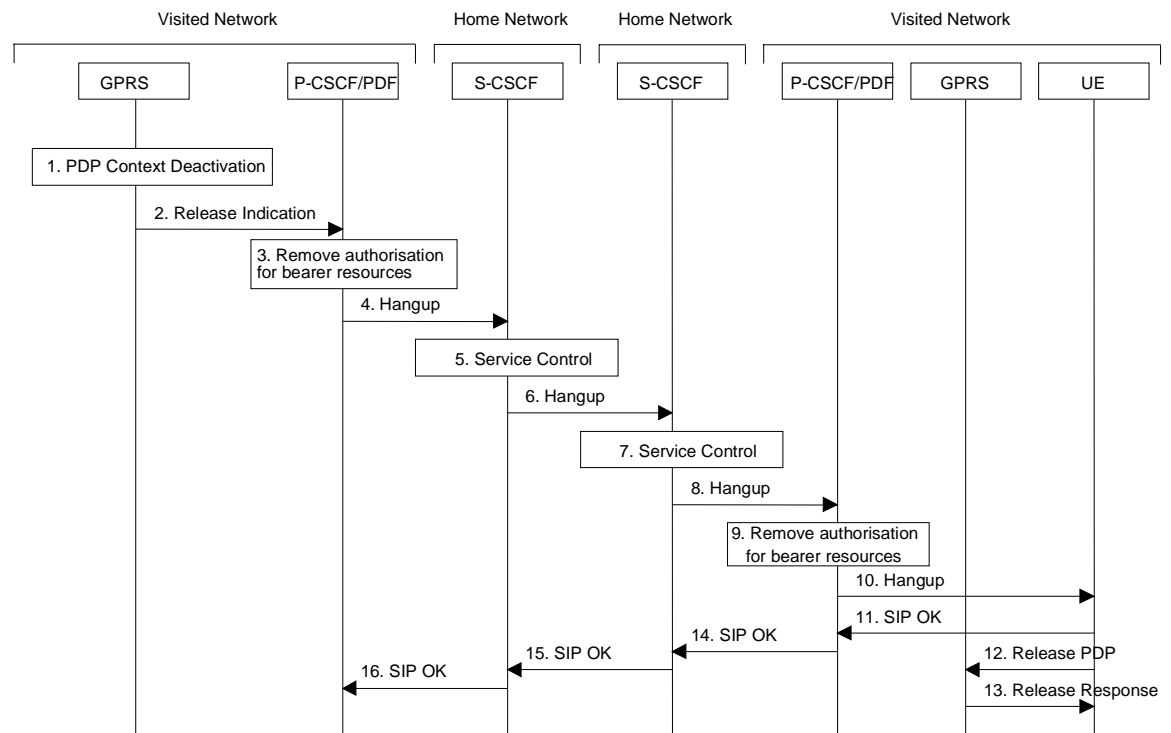 Visited Network
Home Network
Home Network
Visited Network
GPRS
P-CSCF/PDF
S-CSCF
S-CSCF
P-CSCF/PDF
GPRS
UE
1. PDP Context Deactivation
2. Release Indication
3. Remove authorisation
for bearer resources
4. Hangup
5. Service Control
6. Hangup
7. Service Control
8. Hangup
9. Remove authorisation
for bearer resources
10. Hangup
11. SIP OK
14. SIP OK
15. SIP OK
12. Release PDP
16. SIP OK
13. Release Response